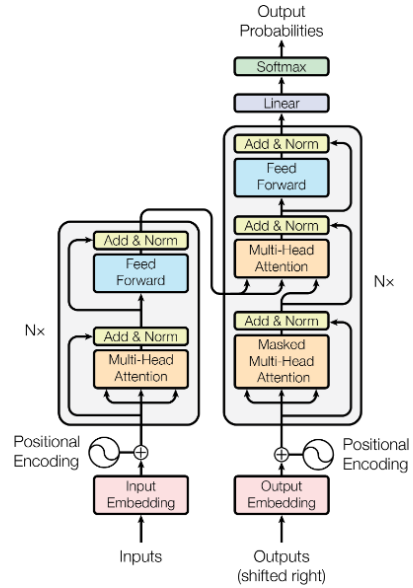 Output
Probabilities
Softmax
Linear
Add & Norm
Feed
Forward
Add & Norm
Multi-Head
Attention
Add & Norm
Masked
Multi-Head
Attention
N×
Positional
Encoding
Output
Embedding
Outputs
(shifted right)
Add & Norm
Feed
Forward
Add & Norm
Multi-Head
Attention
N×
Positional
Encoding
Input
Embedding
Inputs